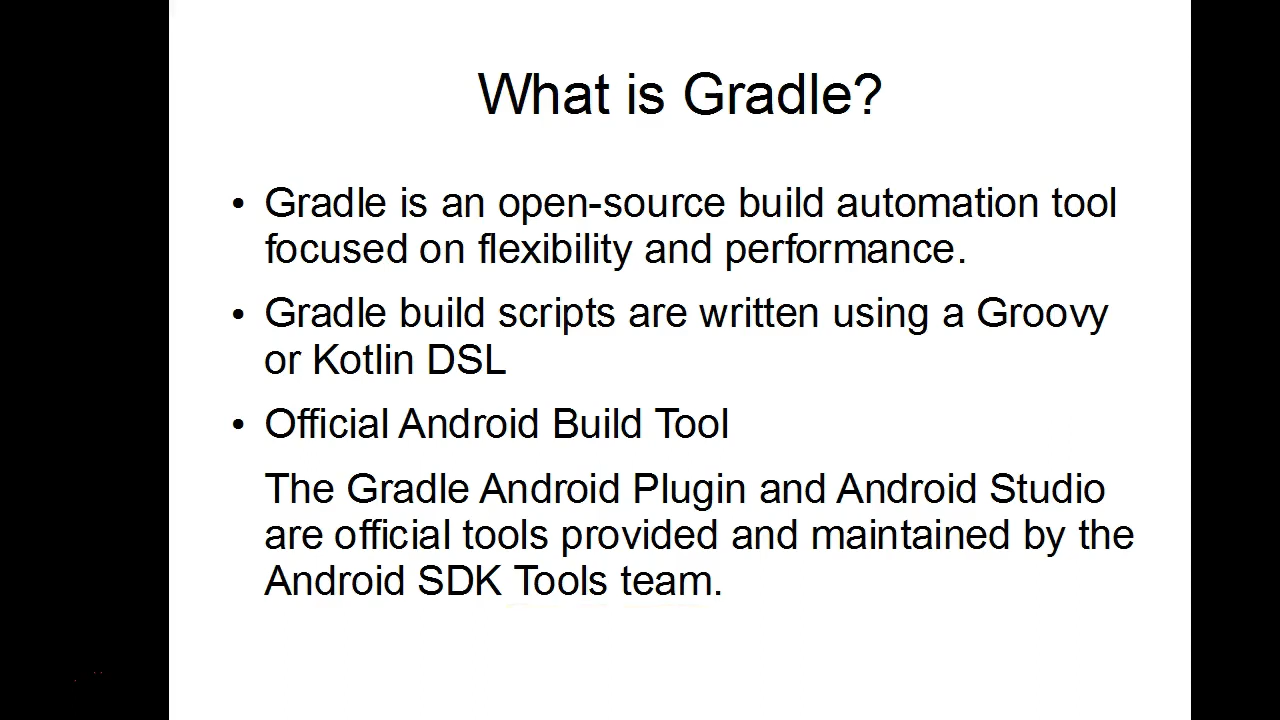 What is Gradle?
• Gradle is an open-source build automation tool
focused on flexibility and performance.
• Gradle build scripts are written using a Groovy
or Kotlin DSL
• Official Android Build Tool
The Gradle Android Plugin and Android Studio
are official tools provided and maintained by the
Android SDK Tools team.